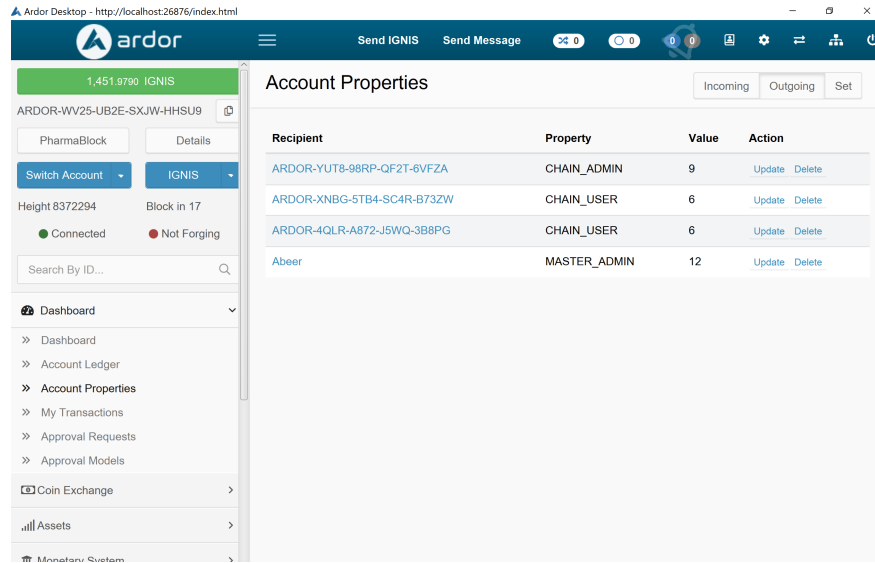 Ardor Desktop - http://localhost:26876/index.html
ardor
Send IGNIS Send Message 0 0 0 0
1,451.9790 IGNIS
ARDOR-WV25-UB2E-SXJW-HHSU9
PharmaBlock Details
Switch Account IGNIS
Height 8372294 Block in 17
Connected Not Forging
Search By ID...
Dashboard
Dashboard
Account Ledger
Account Properties
My Transactions
Approval Requests
Approval Models
Coin Exchange
Assets
Monetary System
Account Properties
Incoming Outgoing Set
Recipient Property Value Action
ARDOR-YUT8-98RP-QF2T-6VFZA CHAIN_ADMIN 9 Update Delete
ARDOR-XNBG-5TB4-SC4R-B73ZW CHAIN_USER 6 Update Delete
ARDOR-4QLR-A872-J5WQ-3B8PG CHAIN_USER 6 Update Delete
Abeer MASTER_ADMIN 12 Update Delete